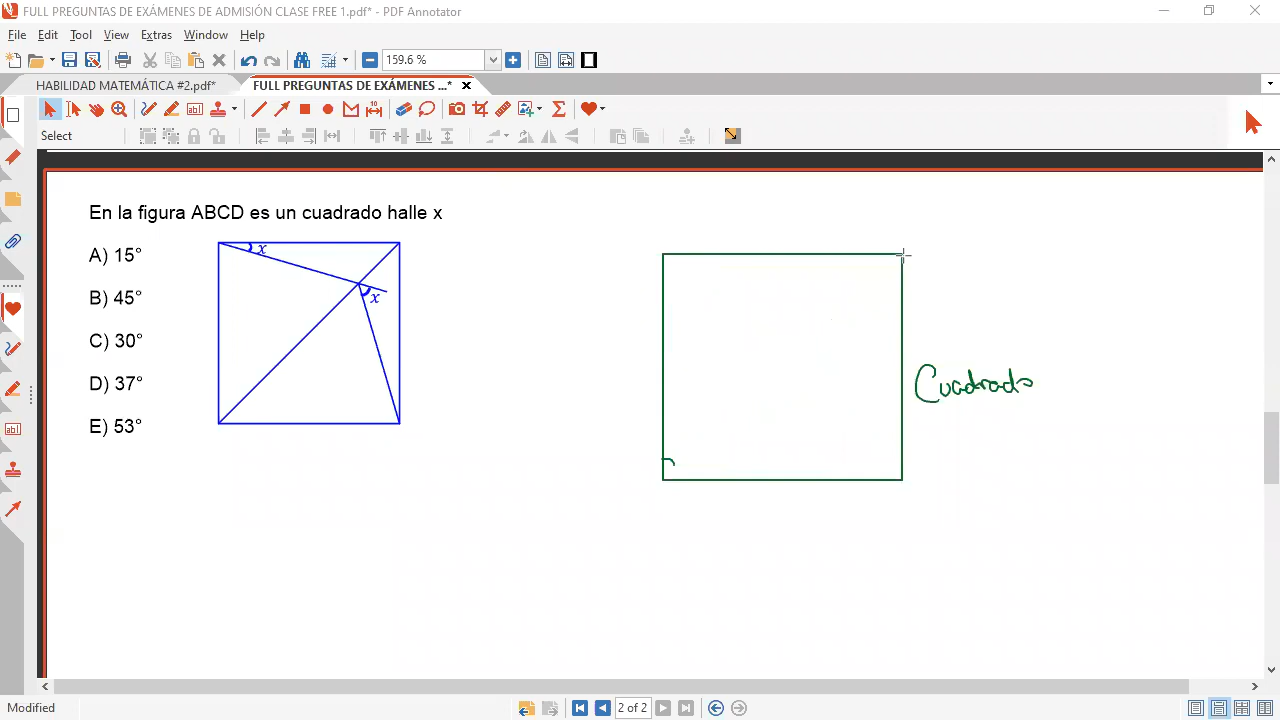 FULL PREGUNTAS DE EXÁMENES DE ADMISIÓN CLASE FREE 1.pdf* - PDF Annotator
File Edit Tool View Extras Window Help
159.6 %
HABILIDAD MATEMÁTICA #2.pdf*
FULL PREGUNTAS DE EXÁMENES ...*
Select
En la figura ABCD es un cuadrado halle x
A) 15°
B) 45°
C) 30°
D) 37°
E) 53°
x
x
Cuadrado
Modified
2 of 2